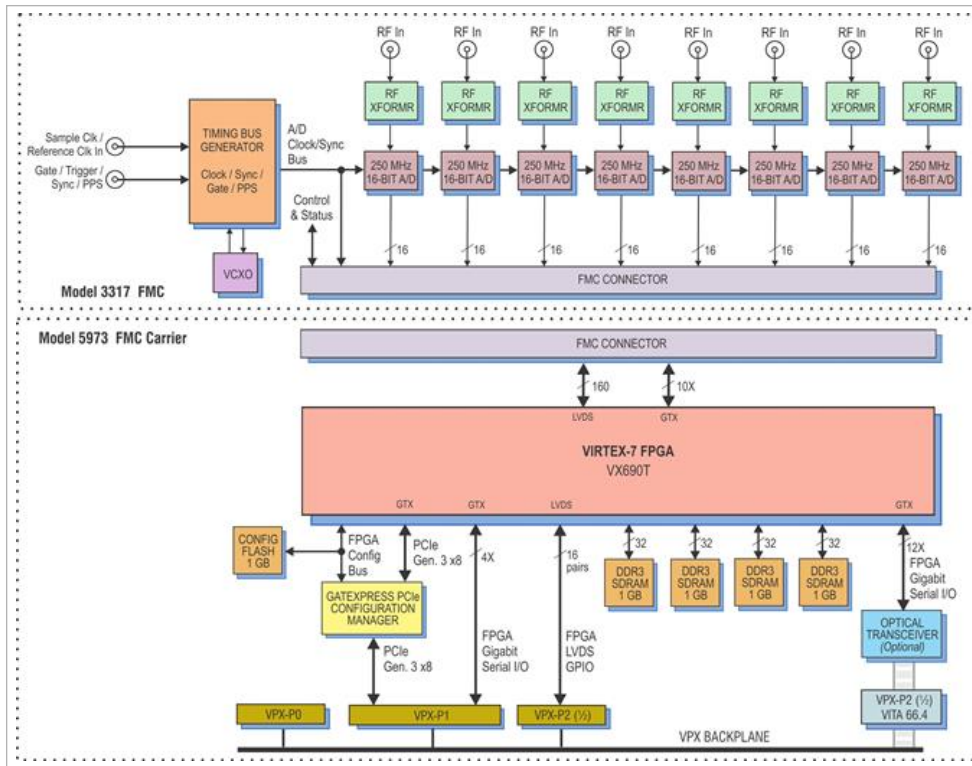 RF In RF In RF In RF In RF In RF In RF In RF In
RF XFORMR
RF XFORMR
RF XFORMR
RF XFORMR
RF XFORMR
RF XFORMR
RF XFORMR
RF XFORMR
Sample Clk /
Reference Clk In
Gate / Trigger /
Sync / PPS
TIMING BUS
GENERATOR
Clock / Sync /
Gate / PPS
A/D
Clock/Sync
Bus
250 MHz
16-BIT A/D
250 MHz
16-BIT A/D
250 MHz
16-BIT A/D
250 MHz
16-BIT A/D
250 MHz
16-BIT A/D
250 MHz
16-BIT A/D
250 MHz
16-BIT A/D
250 MHz
16-BIT A/D
Control
& Status
16 16 16 16 16 16 16 16
VCXO
FMC CONNECTOR
Model 3317 FMC
Model 5973 FMC Carrier
FMC CONNECTOR
160 10X
LVDS GTX
VIRTEX-7 FPGA
VX690T
GTX GTX LVDS GTX
CONFIG
FLASH
1 GB
FPGA
Config
Bus
PCIe
Gen. 3 x8
4X
16
pairs
32 32 32 32
DDR3
SDRAM
1 GB
DDR3
SDRAM
1 GB
DDR3
SDRAM
1 GB
DDR3
SDRAM
1 GB
12X
FPGA
Gigabit
Serial I/O
GATEXPRESS PCIe
CONFIGURATION
MANAGER
PCIe
Gen. 3 x8
FPGA
Gigabit
Serial I/O
FPGA
LVDS
GPIO
OPTICAL
TRANSCEIVER
(Optional)
VPX-P0
VPX-P1
VPX-P2 (½)
VPX-P2 (½)
VITA 66.4
VPX BACKPLANE